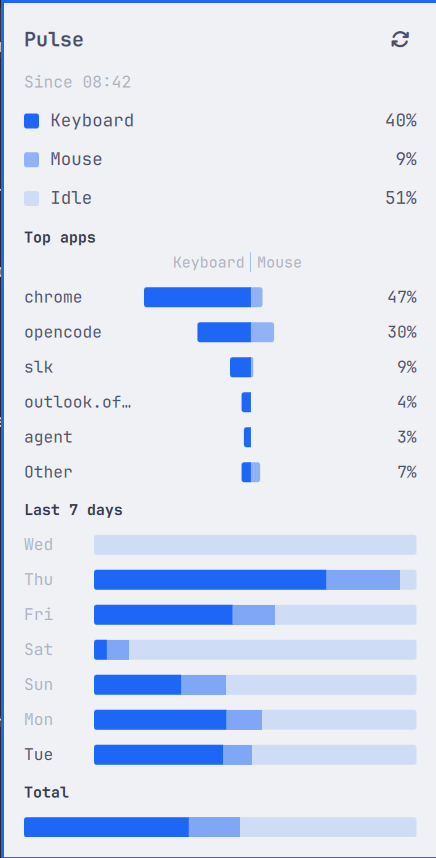 Pulse
Since 08:42
Keyboard 40%
Mouse 9%
Idle 51%
Top apps
Keyboard Mouse
chrome 47%
opencode 30%
slk 9%
outlook.of… 4%
agent 3%
Other 7%
Last 7 days
Wed
Thu
Fri
Sat
Sun
Mon
Tue
Total